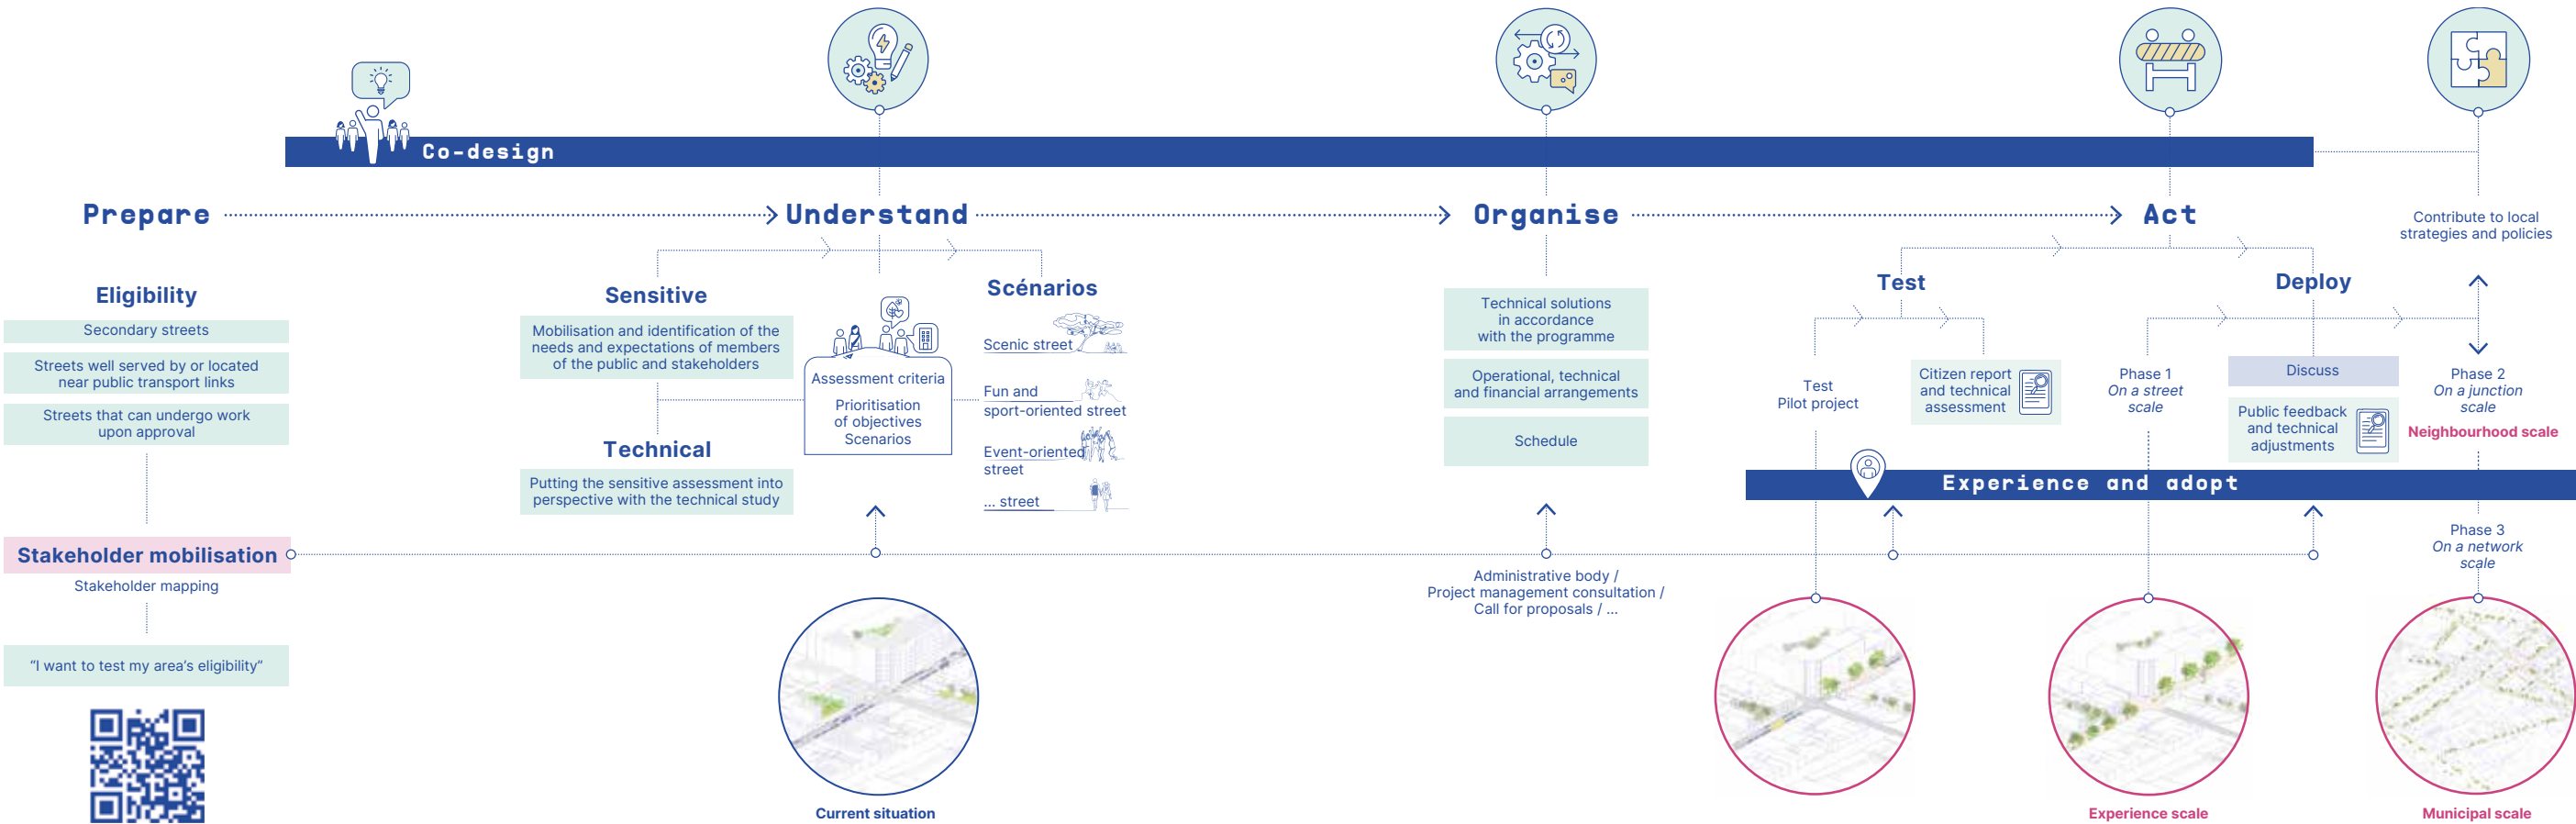 Co-design
Prepare
Understand
Organise
Act
Contribute to local
strategies and policies
Eligibility
Secondary streets
Streets well served by or located
near public transport links
Streets that can undergo work
upon approval
Stakeholder mobilisation
Stakeholder mapping
“I want to test my area’s eligibility”
Sensitive
Mobilisation and identification of the
needs and expectations of members
of the public and stakeholders
Technical
Putting the sensitive assessment into
perspective with the technical study
Assessment criteria
Prioritisation
of objectives
Scenarios
Scénarios
Scenic street
Fun and
sport-oriented street
Event-oriented
street
... street
Current situation
Technical solutions
in accordance
with the programme
Operational, technical
and financial arrangements
Schedule
Administrative body /
Project management consultation /
Call for proposals / ...
Test
Test
Pilot project
Citizen report
and technical
assessment
Deploy
Phase 1
On a street
scale
Discuss
Public feedback
and technical
adjustments
Phase 2
On a junction
scale
Neighbourhood scale
Experience and adopt
Phase 3
On a network
scale
Experience scale
Municipal scale